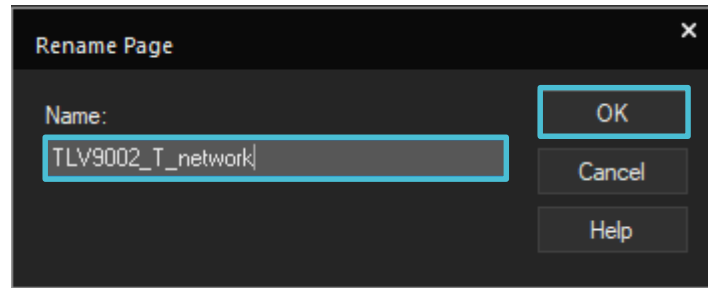 Rename Page
×
Name:
TLV9002_T_network
OK
Cancel
Help